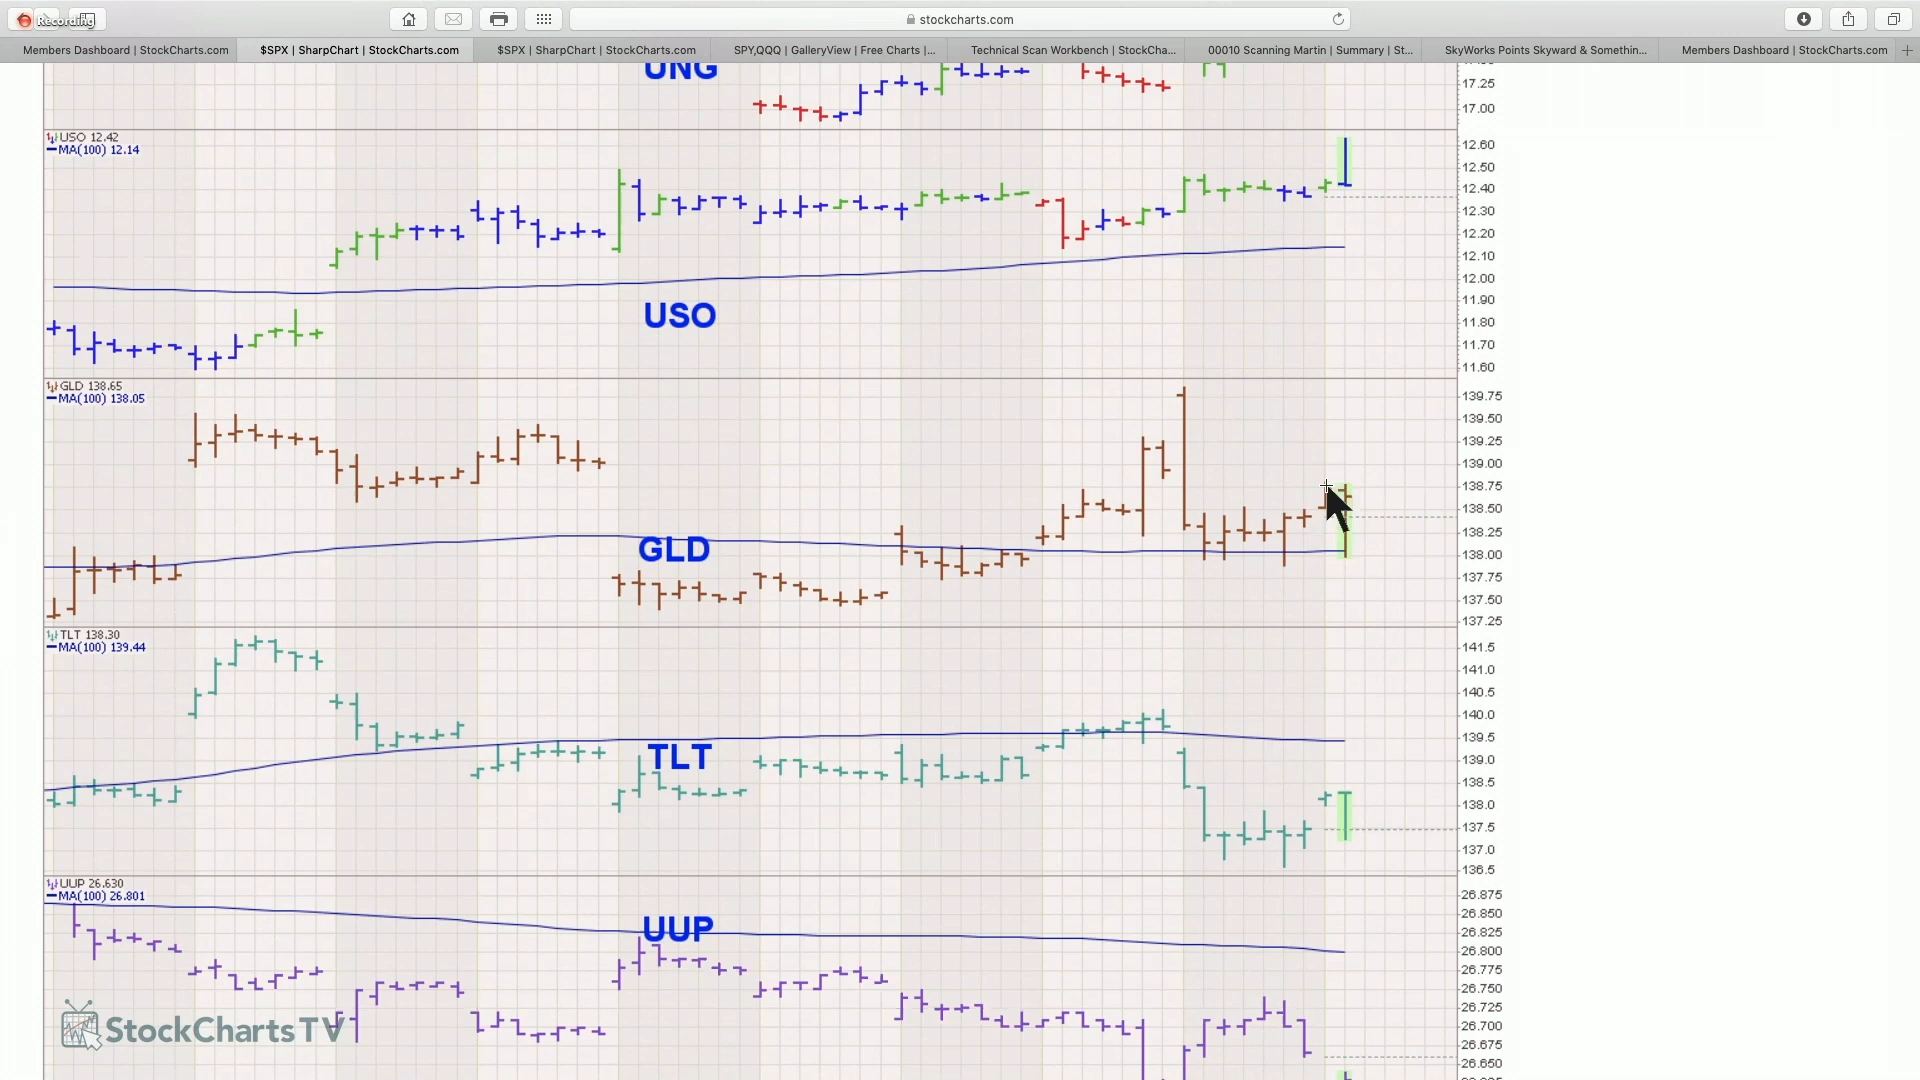 Recording
stockcharts.com
Members Dashboard | StockCharts.com
$SPX | SharpChart | StockCharts.com
$SPX | SharpChart | StockCharts.com
SPY,QQQ | GalleryView | Free Charts |...
Technical Scan Workbench | StockCha...
00010 Scanning Martin | Summary | St...
SkyWorks Points Skyward & Somethin...
Members Dashboard | StockCharts.com
UNG
17.25
17.00
USO 12.42
MA(100) 12.14
USO
12.60
12.50
12.40
12.30
12.20
12.10
12.00
11.90
11.80
11.70
11.60
GLD 138.65
MA(100) 138.05
GLD
139.75
139.50
139.25
139.00
138.75
138.50
138.25
138.00
137.75
137.50
137.25
TLT 138.30
MA(100) 139.44
TLT
141.5
141.0
140.5
140.0
139.5
139.0
138.5
138.0
137.5
137.0
136.5
UUP 26.630
MA(100) 26.801
UUP
26.875
26.850
26.825
26.800
26.775
26.750
26.725
26.700
26.675
26.650
StockCharts TV